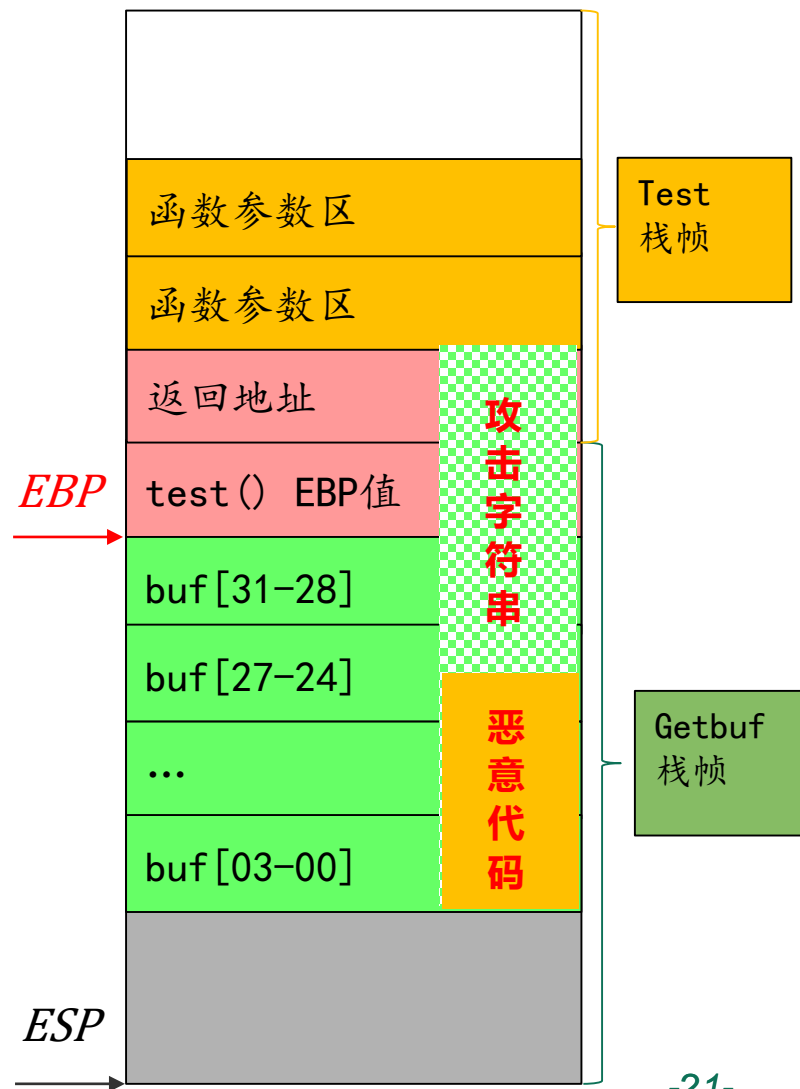 函数参数区
函数参数区
返回地址
test() EBP值
buf[31-28]
buf[27-24]
…
buf[03-00]
EBP
ESP
攻击字符串
恶意代码
Test
栈帧
Getbuf
栈帧
-21-